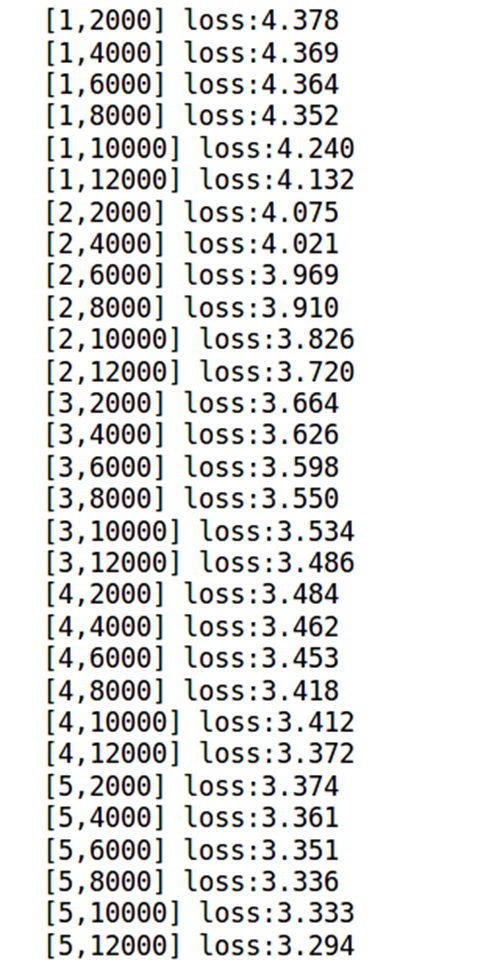 [1,2000] loss:4.378
[1,4000] loss:4.369
[1,6000] loss:4.364
[1,8000] loss:4.352
[1,10000] loss:4.240
[1,12000] loss:4.132
[2,2000] loss:4.075
[2,4000] loss:4.021
[2,6000] loss:3.969
[2,8000] loss:3.910
[2,10000] loss:3.826
[2,12000] loss:3.720
[3,2000] loss:3.664
[3,4000] loss:3.626
[3,6000] loss:3.598
[3,8000] loss:3.550
[3,10000] loss:3.534
[3,12000] loss:3.486
[4,2000] loss:3.484
[4,4000] loss:3.462
[4,6000] loss:3.453
[4,8000] loss:3.418
[4,10000] loss:3.412
[4,12000] loss:3.372
[5,2000] loss:3.374
[5,4000] loss:3.361
[5,6000] loss:3.351
[5,8000] loss:3.336
[5,10000] loss:3.333
[5,12000] loss:3.294